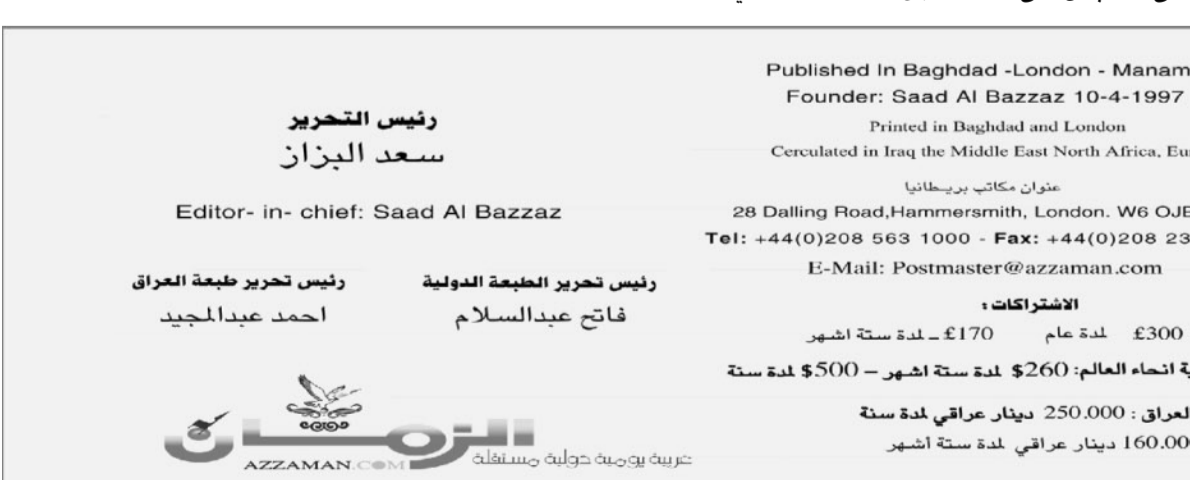 Published In Baghdad -London - Manam
Founder: Saad Al Bazzaz 10-4-1997
Printed in Baghdad and London
Cerculated in Iraq the Middle East North Africa,
عنوان مكاتب بريطانيا
28 Dalling Road,Hammersmith, London. W6 OJB
Tel: +44(0)208 563 1000 - Fax: +44(0)208 23
E-Mail: Postmaster@azzaman.com
الاشتراكات:
£300 لمدة عام £170 ـ لمدة ستة اشهر
انحاء العالم: 260$ لمدة ستة اشهر – 500$ لمدة سنة
العراق : 250.000 دينار عراقي لمدة سنة
160.00 دينار عراقي لمدة ستة أشهر
رئيس التحرير
سعد البزاز
Editor- in- chief: Saad Al Bazzaz
رئيس تحرير الطبعة الدولية
فاتح عبدالسلام
رئيس تحرير طبعة العراق
احمد عبدالمجيد
الزمان
AZZAMAN.COM
عربية يومية دولية مستقلة